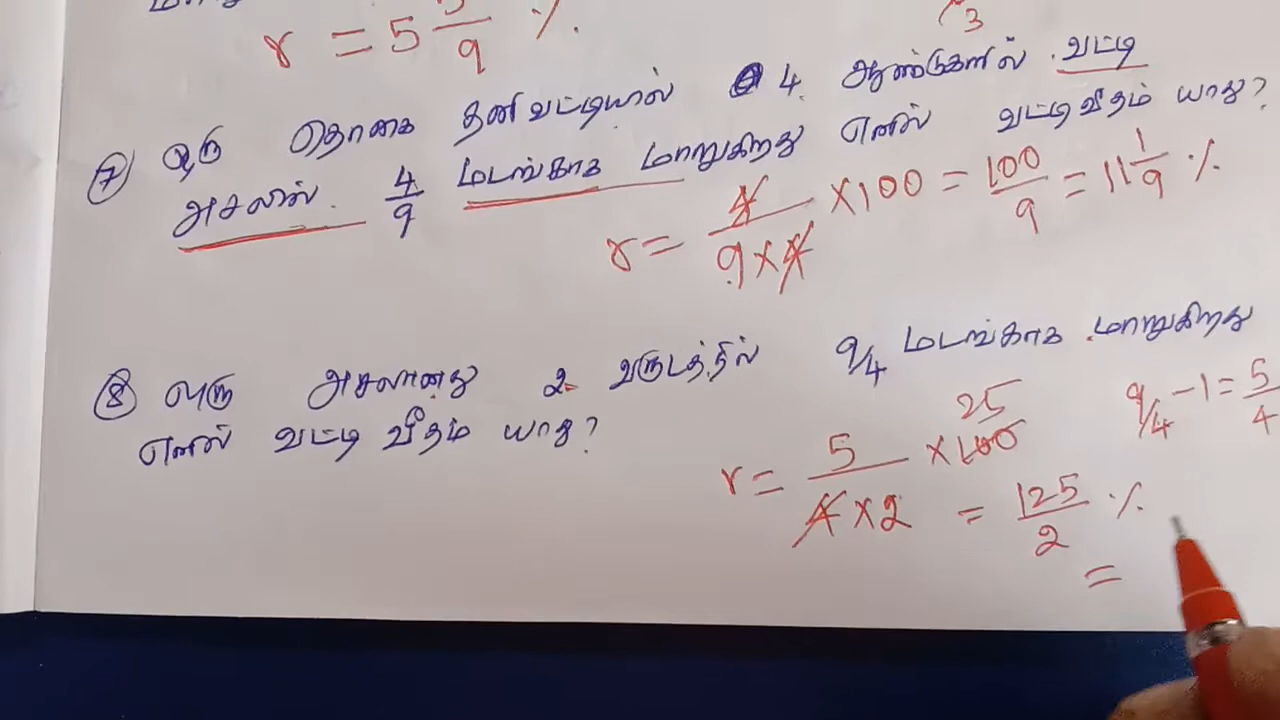 r = 5 5/9 %.
3
⑦ ஒரு தொகை தனிவட்டியில் 4 ஆண்டுகளில் வட்டி
அசலில் 4/9 மடங்காக மாறுகிறது எனில் வட்டிவீதம் யாது?
r = 4/(9×4) ×100 = 100/9 = 11 1/9 %
⑧ ஒரு அசலானது 2 வருடத்தில் 9/4 மடங்காக மாறுகிறது
எனில் வட்டி வீதம் யாது?
9/4 - 1 = 5/4
25
r = 5/(4×2) ×100 = 125/2 %
=